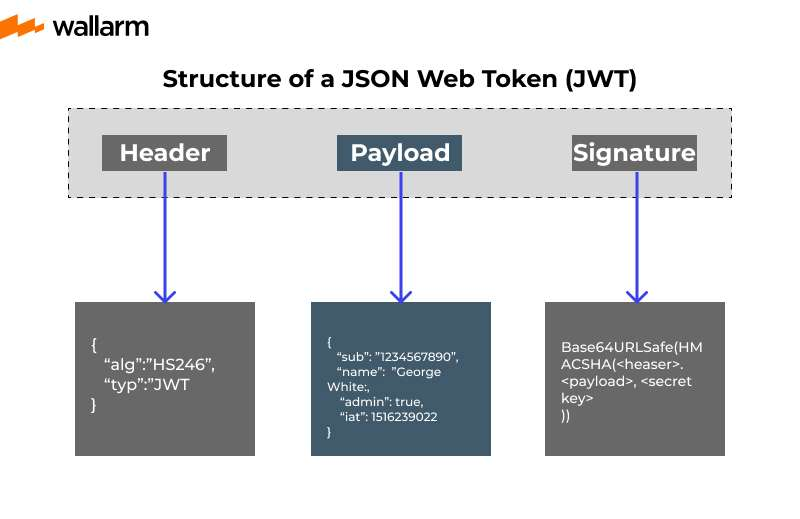 wallarm
Structure of a JSON Web Token (JWT)
Header
Payload
Signature
{
“alg”:”HS246”,
“typ”:”JWT
}
{
“sub”: ”1234567890”,
“name”:  ”George
White:,
“admin”: true,
“iat”: 1516239022
}
Base64URLSafe(HM
ACSHA(<heaser>.
<payload>, <secret
key>
))